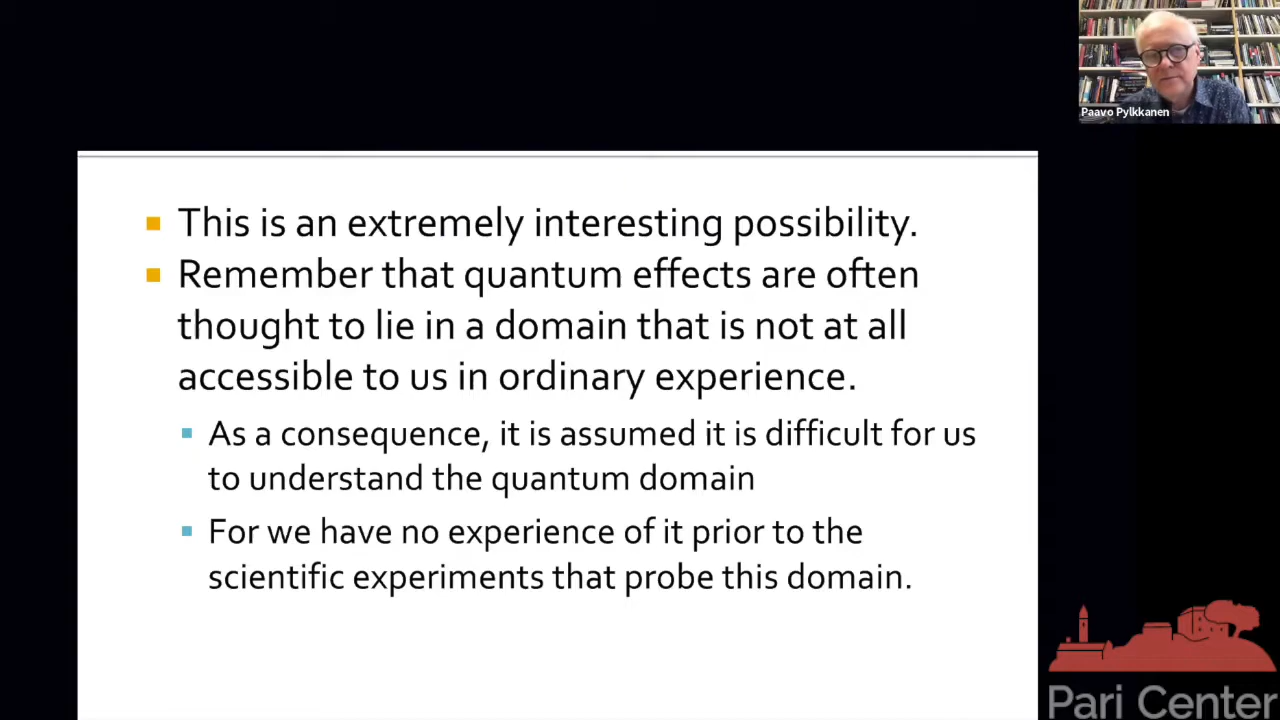 Paavo Pylkkanen
This is an extremely interesting possibility.
Remember that quantum effects are often
thought to lie in a domain that is not at all
accessible to us in ordinary experience.
As a consequence, it is assumed it is difficult for us
to understand the quantum domain
For we have no experience of it prior to the
scientific experiments that probe this domain.
Pari Center